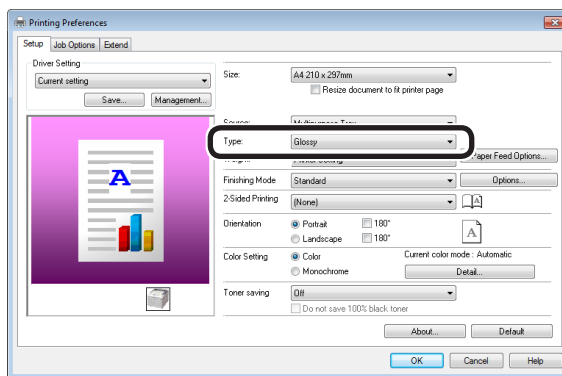 Printing Preferences
Setup Job Options Extend
Driver Setting
Current setting
Save... Management...
A
Size: A4 210 x 297mm
Resize document to fit printer page
Source: Multipurpose Tray
Type: Glossy
Weight: Printer Setting
Paper Feed Options...
Finishing Mode Standard Options...
2-Sided Printing (None)
Orientation Portrait 180°
Landscape 180°
A
Color Setting Color Current color mode : Automatic
Monochrome Detail...
Toner saving Off
Do not save 100% black toner
About... Default
OK Cancel Help